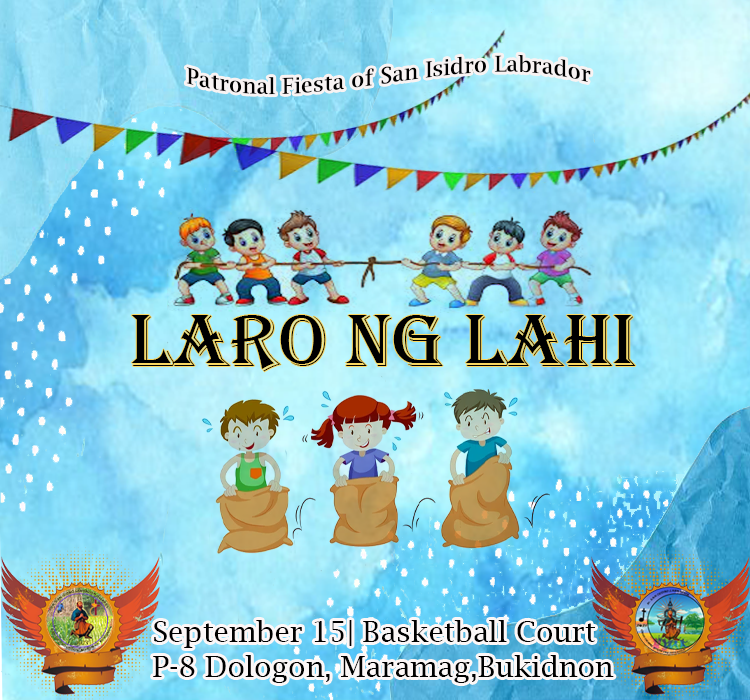 Patronal Fiesta of San Isidro Labrador
LARO NG LAHI
September 15| Basketball Court
P-8 Dologon, Maramag,Bukidnon